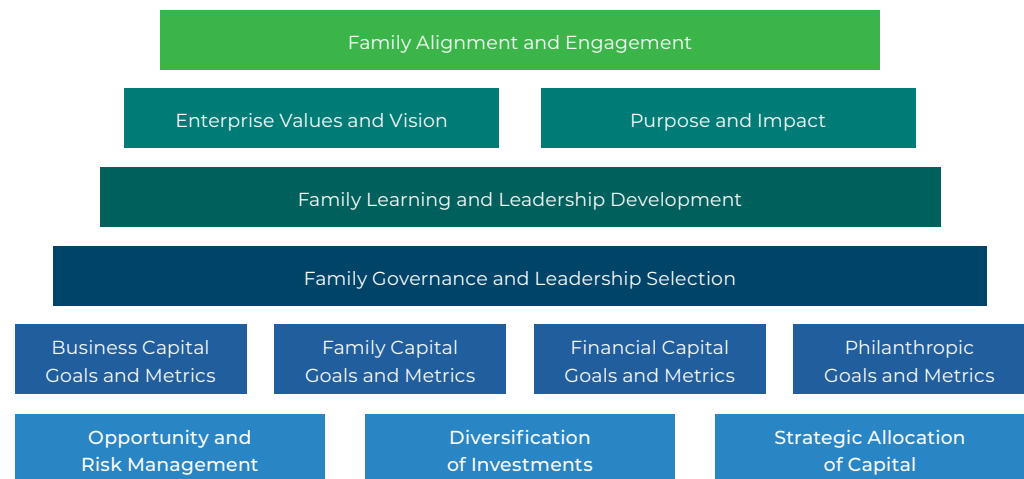 Family Alignment and Engagement
Enterprise Values and Vision
Purpose and Impact
Family Learning and Leadership Development
Family Governance and Leadership Selection
Business Capital
Goals and Metrics
Family Capital
Goals and Metrics
Financial Capital
Goals and Metrics
Philanthropic
Goals and Metrics
Opportunity and
Risk Management
Diversification
of Investments
Strategic Allocation
of Capital